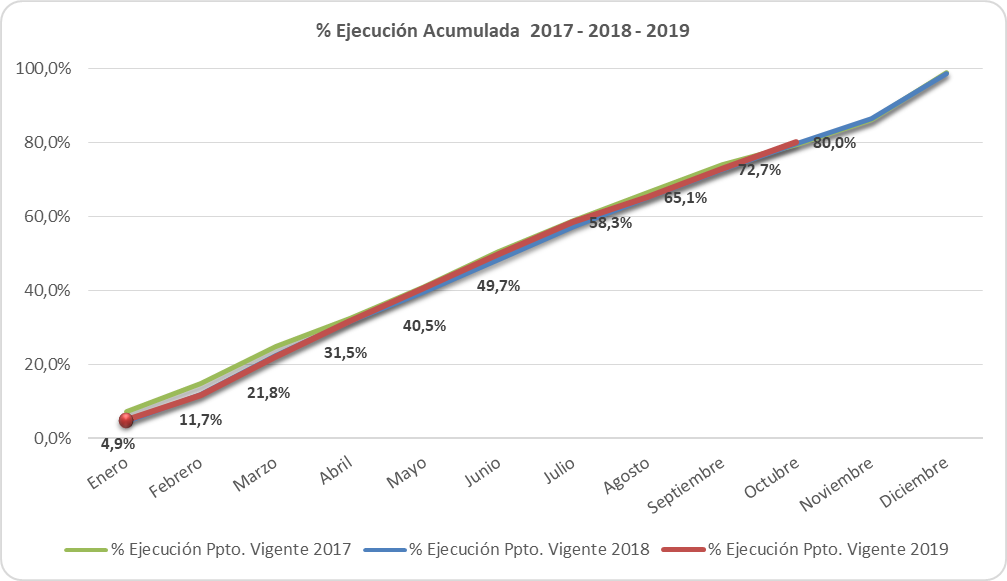 % Ejecución Acumulada 2017 - 2018 - 2019
100,0%
80,0%
60,0%
40,0%
20,0%
0,0%
4,9%
11,7%
21,8%
31,5%
40,5%
49,7%
58,3%
65,1%
72,7%
80,0%
Enero
Febrero
Marzo
Abril
Mayo
Junio
Julio
Agosto
Septiembre
Octubre
Noviembre
Diciembre
% Ejecución Ppto. Vigente 2017
% Ejecución Ppto. Vigente 2018
% Ejecución Ppto. Vigente 2019